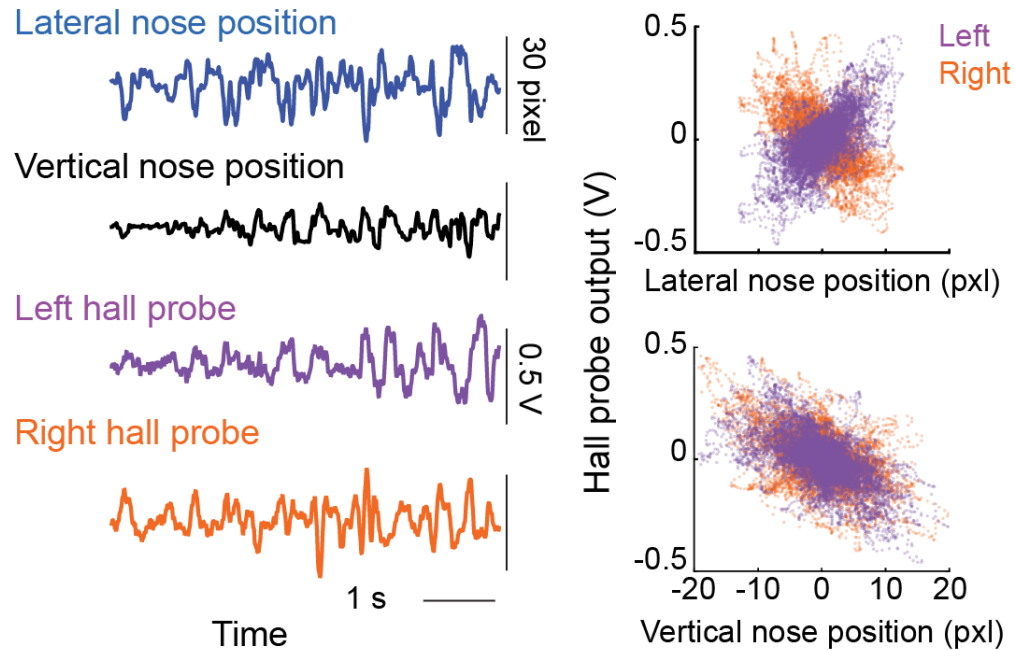 Lateral nose position
30 pixel
Vertical nose position
Left hall probe
0.5 V
Right hall probe
1 s
Time
Hall probe output (V)
0.5
0
-0.5
Left
Right
Lateral nose position (pxl)
0.5
0
-0.5
-20 -10 0 10 20
Vertical nose position (pxl)